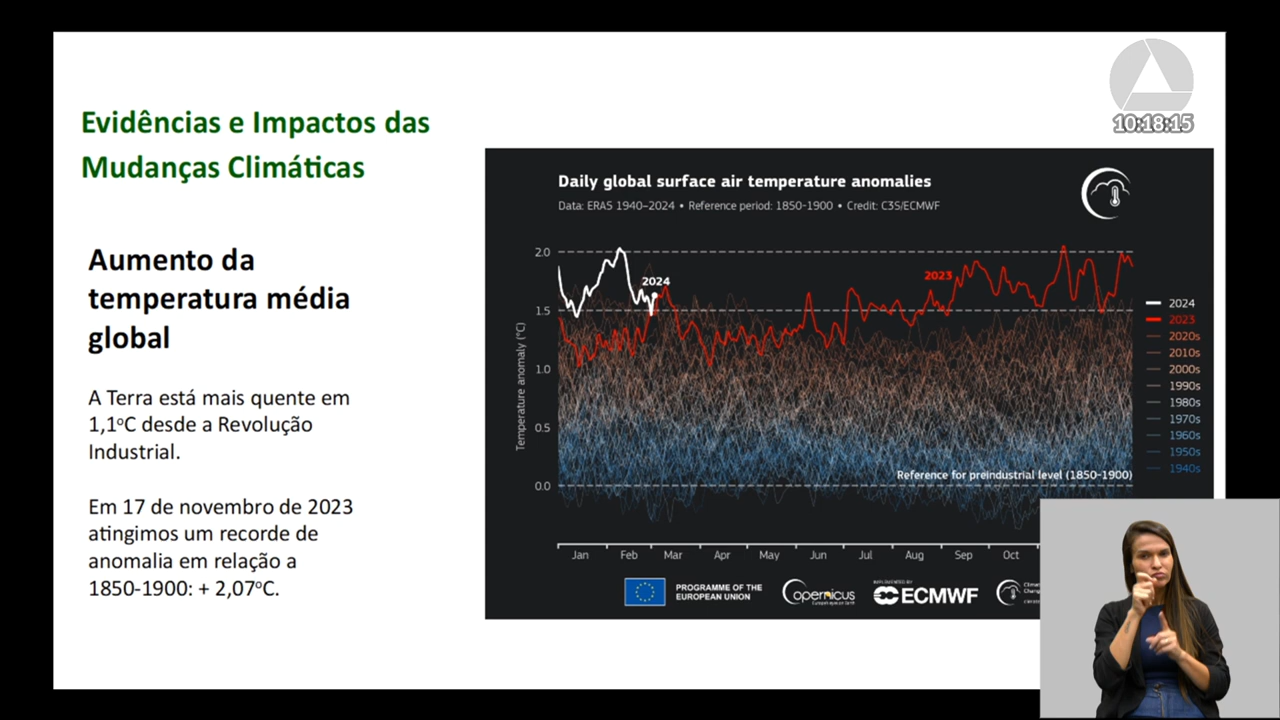 10:18:15
Evidências e Impactos das
Mudanças Climáticas
Aumento da
temperatura média
global
A Terra está mais quente em
1,1ºC desde a Revolução
Industrial.
Em 17 de novembro de 2023
atingimos um recorde de
anomalia em relação a
1850-1900: + 2,07ºC.
Daily global surface air temperature anomalies
Data: ERA5 1940–2024 • Reference period: 1850-1900 • Credit: C3S/ECMWF
Temperature anomaly (°C)
2.0
1.5
1.0
0.5
0.0
2024
2023
Reference for preindustrial level (1850-1900)
2024
2023
2020s
2010s
2000s
1990s
1980s
1970s
1960s
1950s
1940s
Jan Feb Mar Apr May Jun Jul Aug Sep Oct
PROGRAMME OF THE
EUROPEAN UNION
Copernicus
IMPLEMENTED BY
ECMWF